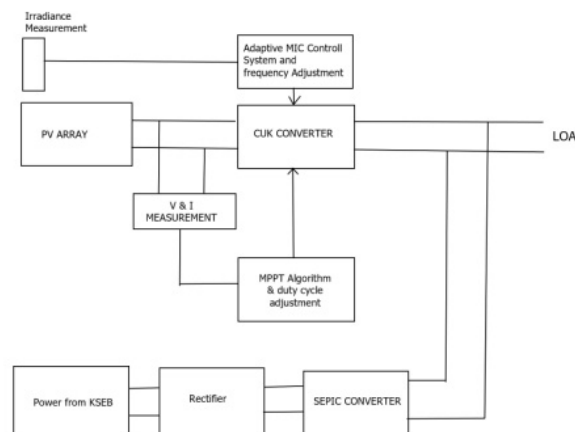 Irradiance
Measurement
Adaptive MIC Controll
System and
frequency Adjustment
PV ARRAY
CUK CONVERTER
LOA
V & I
MEASUREMENT
MPPT Algorithm
& duty cycle
adjustment
Power from KSEB
Rectifier
SEPIC CONVERTER